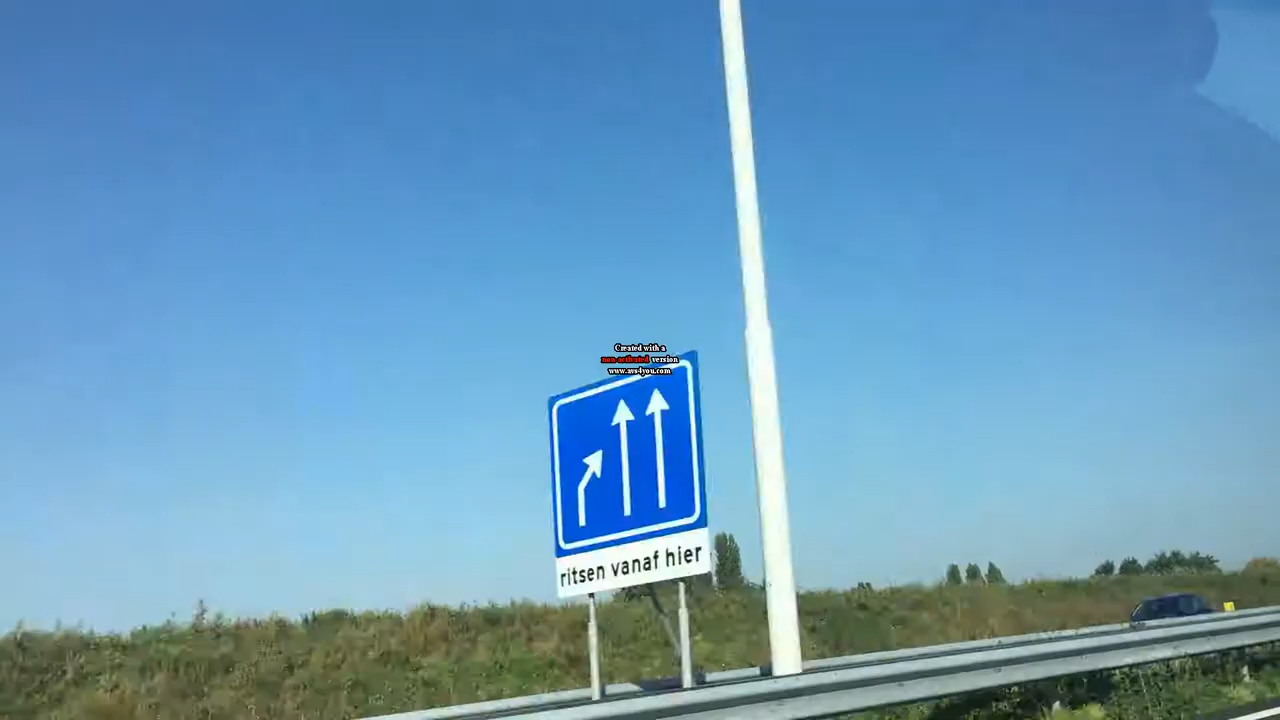 Created with a
non-activated version
www.avs4you.com
ritsen vanaf hier